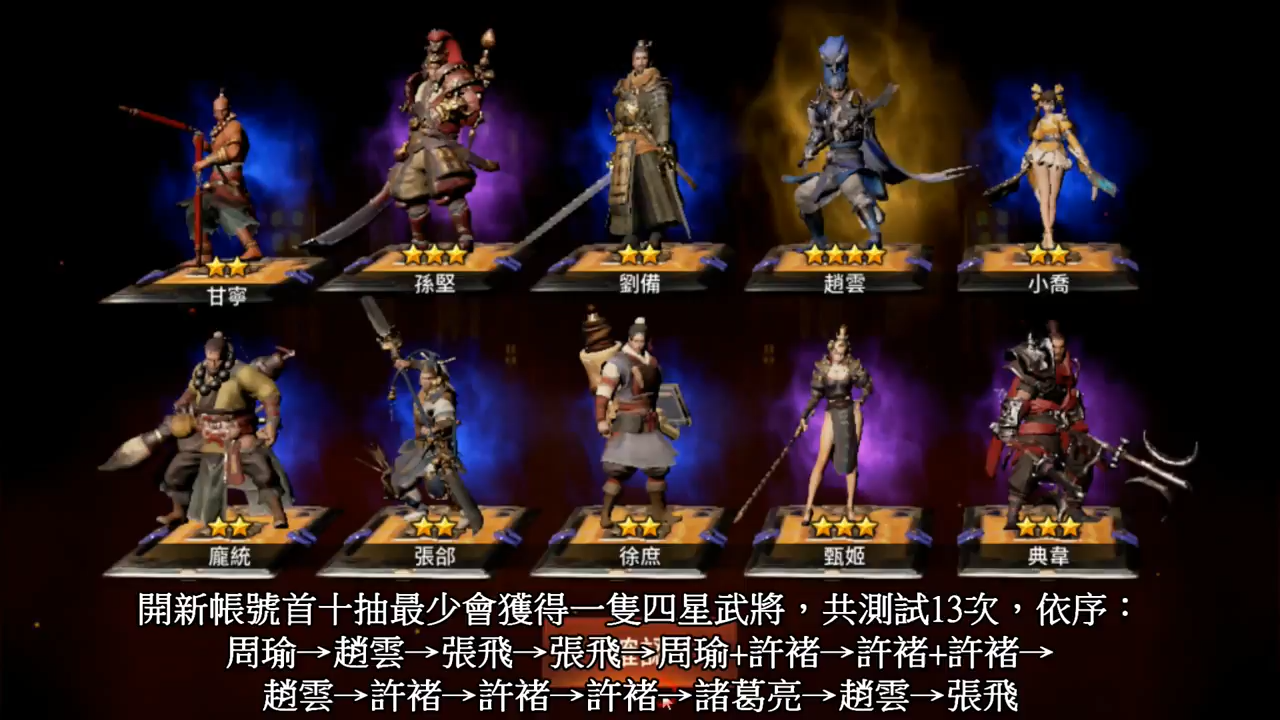 甘寧 孫堅 劉備 趙雲 小喬
龐統 張郃 徐庶 甄姬 典韋
開新帳號首十抽最少會獲得一隻四星武將，共測試13次，依序：
周瑜→趙雲→張飛→張飛→周瑜+許褚→許褚+許褚→
趙雲→許褚→許褚→許褚→諸葛亮→趙雲→張飛